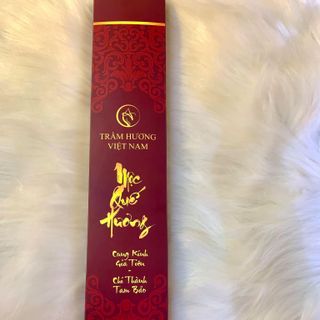 TRẦM HƯƠNG
VIỆT NAM
Mộc
Quế
Hương
Cung Kính
Gia Tiên
-
Chí Thành
Tam Bảo